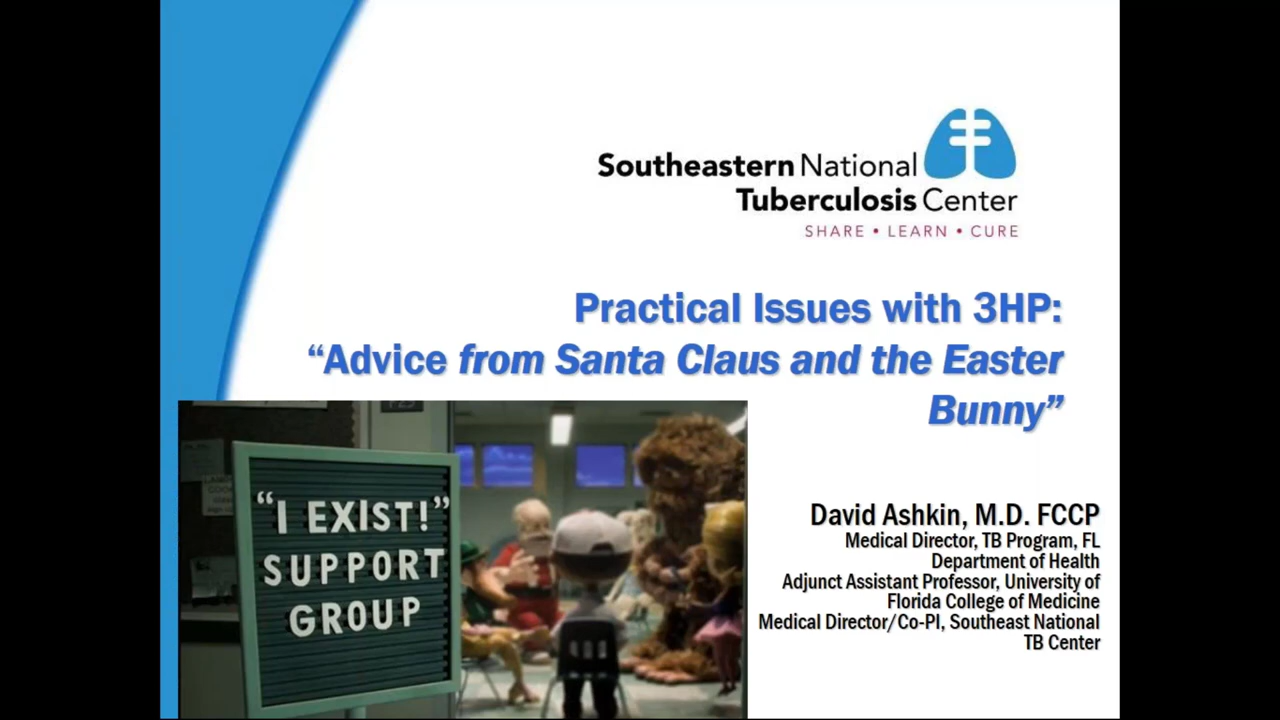 Southeastern National
Tuberculosis Center
SHARE • LEARN • CURE
Practical Issues with 3HP:
“Advice from Santa Claus and the Easter
Bunny”
“I EXIST!”
SUPPORT
GROUP
David Ashkin, M.D. FCCP
Medical Director, TB Program, FL
Department of Health
Adjunct Assistant Professor, University of
Florida College of Medicine
Medical Director/Co-PI, Southeast National
TB Center